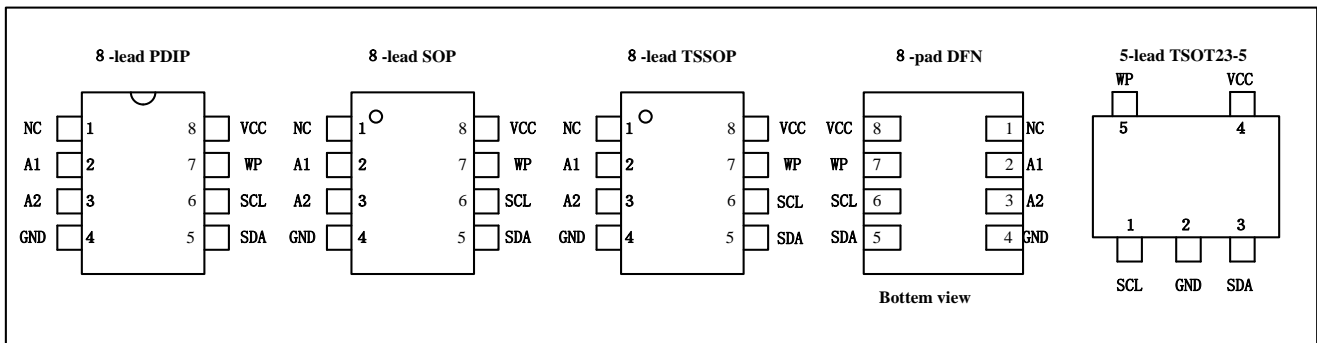 8 -lead PDIP
NC 1 8 VCC
A1 2 7 WP
A2 3 6 SCL
GND 4 5 SDA
8 -lead SOP
NC 1 8 VCC
A1 2 7 WP
A2 3 6 SCL
GND 4 5 SDA
8 -lead TSSOP
NC 1 8 VCC
A1 2 7 WP
A2 3 6 SCL
GND 4 5 SDA
8 -pad DFN
VCC 8 1 NC
WP 7 2 A1
SCL 6 3 A2
SDA 5 4 GND
Bottem view
5-lead TSOT23-5
WP VCC
5 4
1 2 3
SCL GND SDA